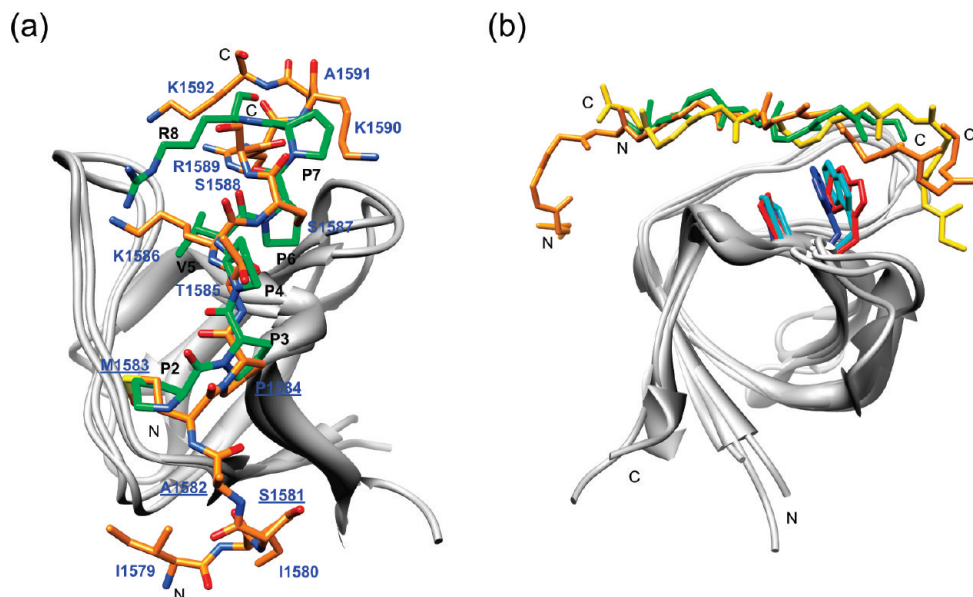 (a)
(b)
C
A1591
K1592
K1590
C
R8
R1589
P7
S1588
S1587
K1586
V5
P6
T1585
P4
P3
M1583
P2
P1584
N
A1582
S1581
I1579
I1580
N
C
N
C
C
N
C
N